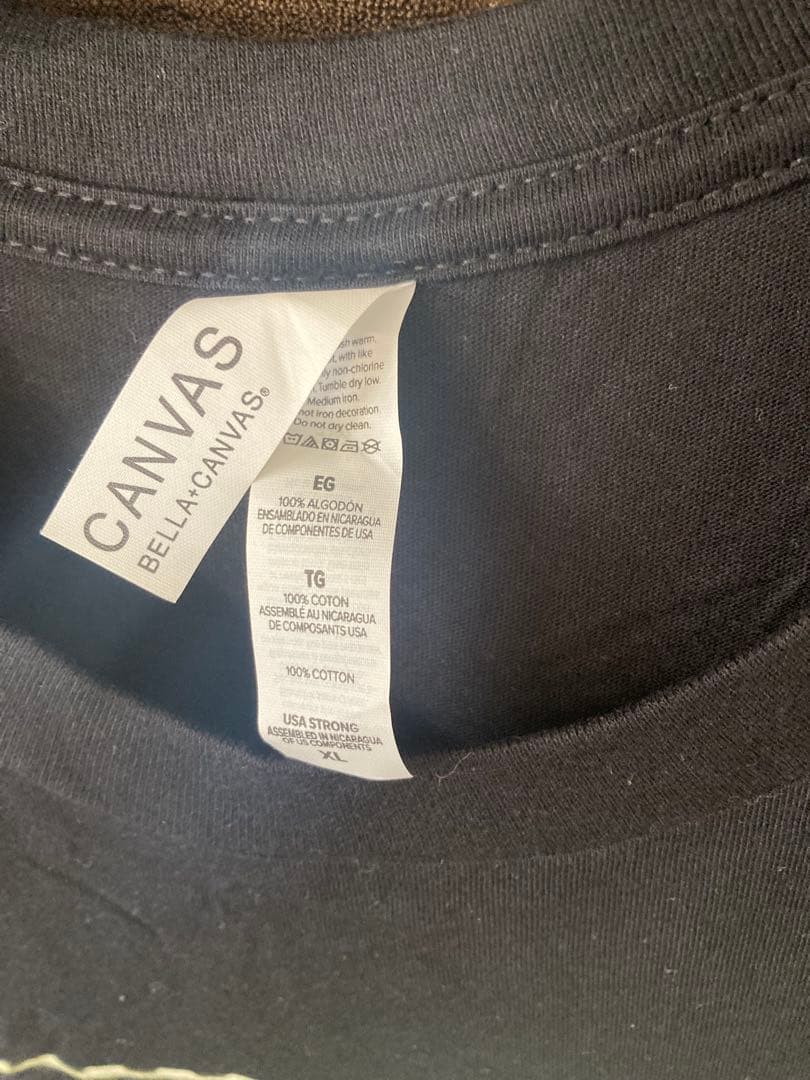 CANVAS
BELLA+CANVAS®
warm,
with like
non-chlorine
Tumble dry low.
Medium iron.
not iron decoration.
Do not dry clean.
EG
100% ALGODÓN
ENSAMBLADO EN NICARAGUA
DE COMPONENTES DE USA
TG
100% COTON
ASSEMBLÉ AU NICARAGUA
DE COMPOSANTS USA
100% COTTON
USA STRONG
ASSEMBLED IN NICARAGUA
OF US COMPONENTS
XL